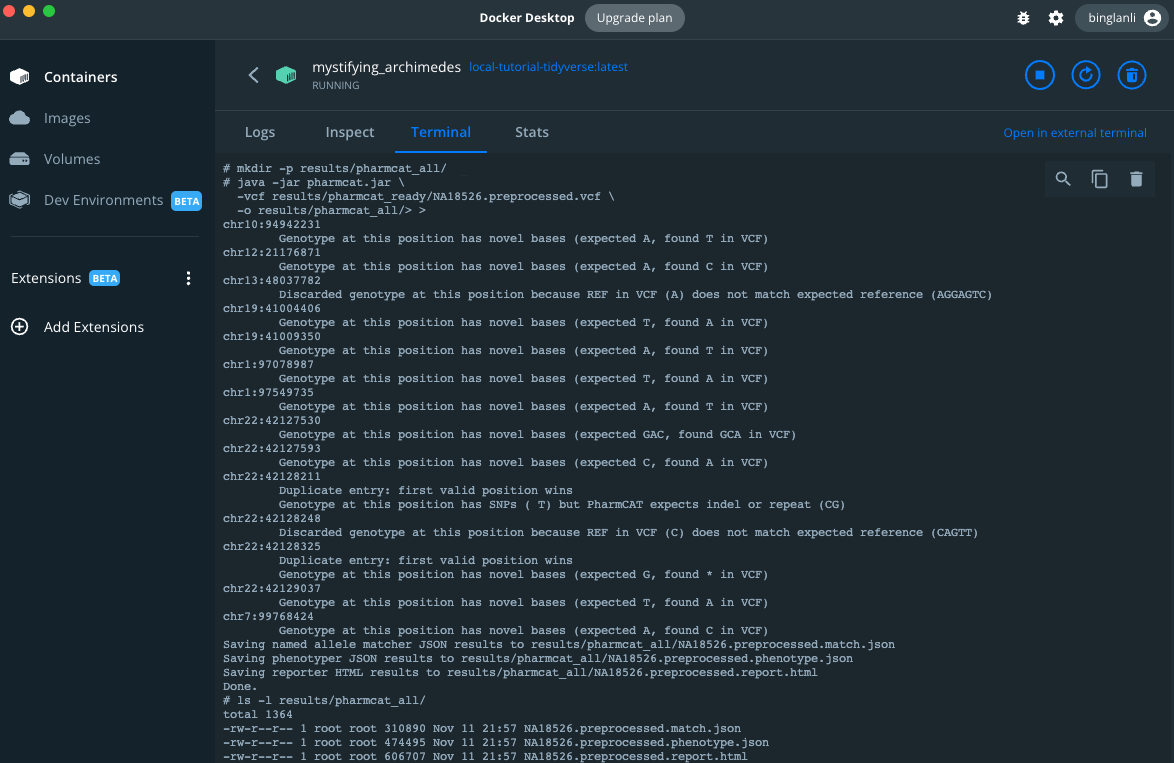 Docker Desktop Upgrade plan binglanli
Containers
Images
Volumes
Dev Environments BETA
Extensions BETA
Add Extensions
mystifying_archimedes local-tutorial-tidyverse:latest
RUNNING
Logs Inspect Terminal Stats Open in external terminal
# mkdir -p results/pharmcat_all/
# java -jar pharmcat.jar \
  -vcf results/pharmcat_ready/NA18526.preprocessed.vcf \
  -o results/pharmcat_all/> >
chr10:94942231
        Genotype at this position has novel bases (expected A, found T in VCF)
chr12:21176871
        Genotype at this position has novel bases (expected A, found C in VCF)
chr13:48037782
        Discarded genotype at this position because REF in VCF (A) does not match expected reference (AGGAGTC)
chr19:41004406
        Genotype at this position has novel bases (expected T, found A in VCF)
chr19:41009350
        Genotype at this position has novel bases (expected A, found T in VCF)
chr1:97078987
        Genotype at this position has novel bases (expected T, found A in VCF)
chr1:97549735
        Genotype at this position has novel bases (expected A, found T in VCF)
chr22:42127530
        Genotype at this position has novel bases (expected GAC, found GCA in VCF)
chr22:42127593
        Genotype at this position has novel bases (expected C, found A in VCF)
chr22:42128211
        Duplicate entry: first valid position wins
        Genotype at this position has SNPs ( T) but PharmCAT expects indel or repeat (CG)
chr22:42128248
        Discarded genotype at this position because REF in VCF (C) does not match expected reference (CAGTT)
chr22:42128325
        Duplicate entry: first valid position wins
        Genotype at this position has novel bases (expected G, found * in VCF)
chr22:42129037
        Genotype at this position has novel bases (expected T, found A in VCF)
chr7:99768424
        Genotype at this position has novel bases (expected A, found C in VCF)
Saving named allele matcher JSON results to results/pharmcat_all/NA18526.preprocessed.match.json
Saving phenotyper JSON results to results/pharmcat_all/NA18526.preprocessed.phenotype.json
Saving reporter HTML results to results/pharmcat_all/NA18526.preprocessed.report.html
Done.
# ls -l results/pharmcat_all/
total 1364
-rw-r--r-- 1 root root 310890 Nov 11 21:57 NA18526.preprocessed.match.json
-rw-r--r-- 1 root root 474495 Nov 11 21:57 NA18526.preprocessed.phenotype.json
-rw-r--r-- 1 root root 606707 Nov 11 21:57 NA18526.preprocessed.report.html